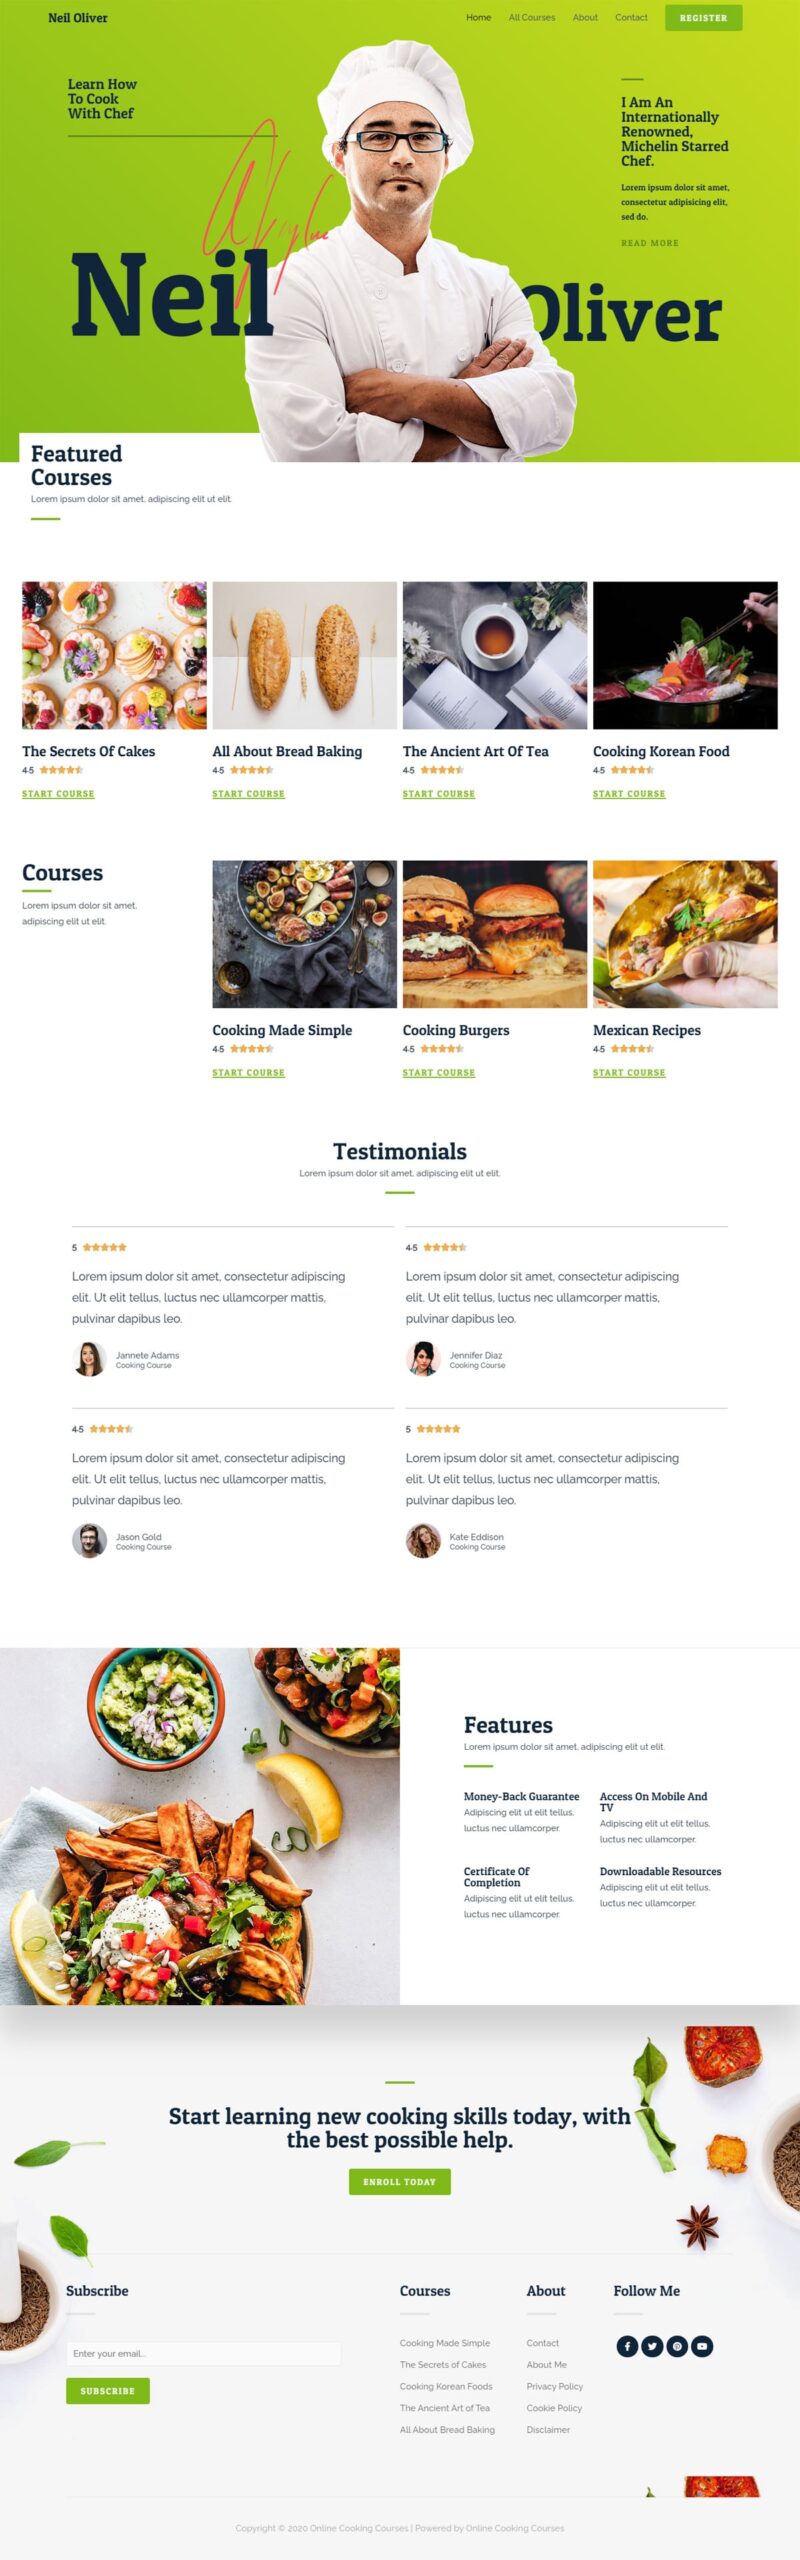 Neil Oliver
Home All Courses About Contact REGISTER
Learn How
To Cook
With Chef
I Am An
Internationally
Renowned,
Michelin Starred
Chef.
Lorem ipsum dolor sit amet,
consectetur adipisicing elit,
sed do.
READ MORE
Neil Oliver
Featured
Courses
Lorem ipsum dolor sit amet, adipiscing elit ut elit.
The Secrets Of Cakes
4.5
START COURSE
All About Bread Baking
4.5
START COURSE
The Ancient Art Of Tea
4.5
START COURSE
Cooking Korean Food
4.5
START COURSE
Courses
Lorem ipsum dolor sit amet,
adipiscing elit ut elit.
Cooking Made Simple
4.5
START COURSE
Cooking Burgers
4.5
START COURSE
Mexican Recipes
4.5
START COURSE
Testimonials
Lorem ipsum dolor sit amet, adipiscing elit ut elit.
5
Lorem ipsum dolor sit amet, consectetur adipiscing
elit. Ut elit tellus, luctus nec ullamcorper mattis,
pulvinar dapibus leo.
Jannete Adams
Cooking Course
4.5
Lorem ipsum dolor sit amet, consectetur adipiscing
elit. Ut elit tellus, luctus nec ullamcorper mattis,
pulvinar dapibus leo.
Jennifer Diaz
Cooking Course
4.5
Lorem ipsum dolor sit amet, consectetur adipiscing
elit. Ut elit tellus, luctus nec ullamcorper mattis,
pulvinar dapibus leo.
Jason Gold
Cooking Course
5
Lorem ipsum dolor sit amet, consectetur adipiscing
elit. Ut elit tellus, luctus nec ullamcorper mattis,
pulvinar dapibus leo.
Kate Eddison
Cooking Course
Features
Lorem ipsum dolor sit amet, adipiscing elit ut elit.
Money-Back Guarantee
Adipiscing elit ut elit tellus,
luctus nec ullamcorper.
Access On Mobile And
TV
Adipiscing elit ut elit tellus,
luctus nec ullamcorper.
Certificate Of
Completion
Adipiscing elit ut elit tellus,
luctus nec ullamcorper.
Downloadable Resources
Adipiscing elit ut elit tellus,
luctus nec ullamcorper.
Start learning new cooking skills today, with
the best possible help.
ENROLL TODAY
Subscribe
Enter your email...
SUBSCRIBE
Courses
Cooking Made Simple
The Secrets of Cakes
Cooking Korean Foods
The Ancient Art of Tea
All About Bread Baking
About
Contact
About Me
Privacy Policy
Cookie Policy
Disclaimer
Follow Me
Copyright © 2020 Online Cooking Courses | Powered by Online Cooking Courses